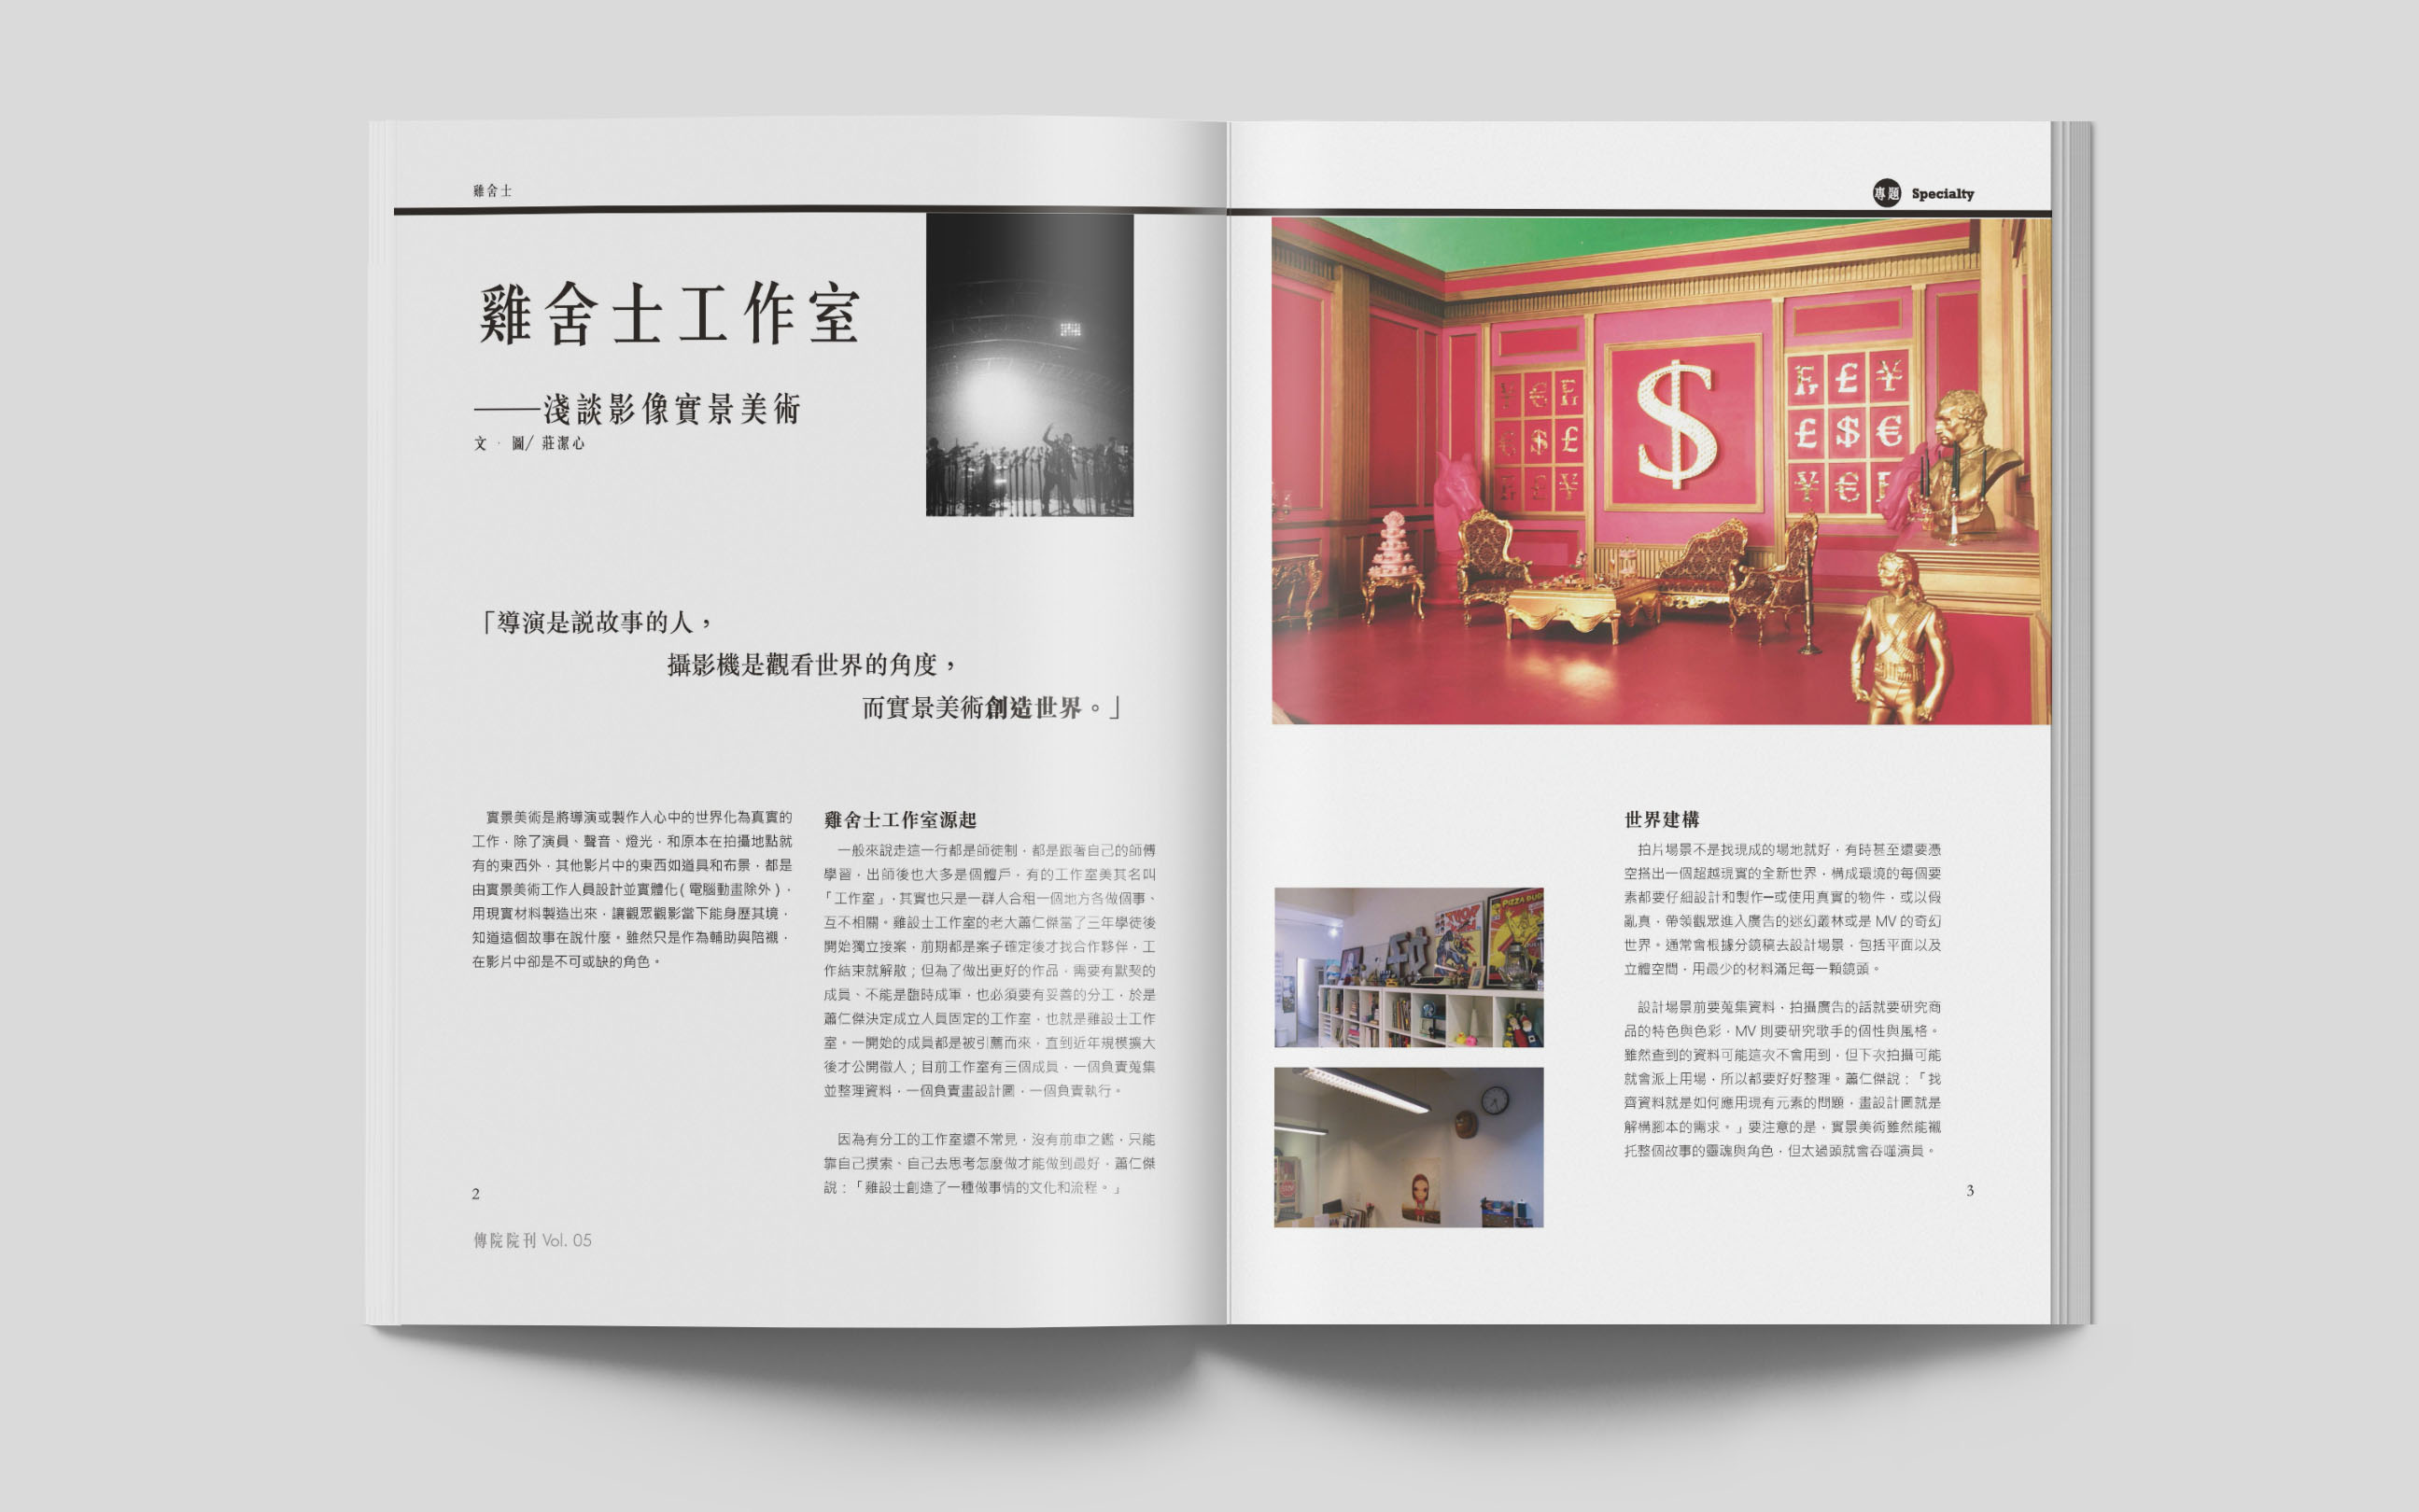 雞舍士
雞舍士工作室
——淺談影像實景美術
文‧圖/ 莊潔心
「導演是說故事的人，
攝影機是觀看世界的角度，
而實景美術創造世界。」
實景美術是將導演或製作人心中的世界化為真實的
工作，除了演員、聲音、燈光，和原本在拍攝地點就
有的東西外，其他影片中的東西如道具和布景，都是
由實景美術工作人員設計並實體化(電腦動畫除外)，
用現實材料製造出來，讓觀眾觀影當下能身歷其境，
知道這個故事在說什麼。雖然只是作為輔助與陪襯，
在影片中卻是不可或缺的角色。
雞舍士工作室源起
一般來說走這一行都是師徒制，都是跟著自己的師傅
學習，出師後也大多是個體戶，有的工作室美其名叫
「工作室」，其實也只是一群人合租一個地方各做個事、
互不相關。雞設士工作室的老大蕭仁傑當了三年學徒後
開始獨立接案，前期都是案子確定後才找合作夥伴，工
作結束就解散；但為了做出更好的作品，需要有默契的
成員、不能是臨時成軍，也必須要有妥善的分工，於是
蕭仁傑決定成立人員固定的工作室，也就是雞設士工作
室。一開始的成員都是被引薦而來，直到近年規模擴大
後才公開徵人；目前工作室有三個成員，一個負責蒐集
並整理資料，一個負責畫設計圖，一個負責執行。
因為有分工的工作室還不常見，沒有前車之鑑，只能
靠自己摸索、自己去思考怎麼做才能做到最好，蕭仁傑
說：「雞設士創造了一種做事情的文化和流程。」
2
傳院院刊 Vol. 05
專題 Specialty
$
£ ¥
£ $ €
¥ €
THOR
PIZZA
世界建構
拍片場景不是找現成的場地就好，有時甚至還要憑
空搭出一個超越現實的全新世界，構成環境的每個要
素都要仔細設計和製作─或使用真實的物件，或以假
亂真，帶領觀眾進入廣告的迷幻叢林或是 MV 的奇幻
世界。通常會根據分鏡稿去設計場景，包括平面以及
立體空間，用最少的材料滿足每一顆鏡頭。
設計場景前要蒐集資料，拍攝廣告的話就要研究商
品的特色與色彩，MV 則要研究歌手的個性與風格。
雖然查到的資料可能這次不會用到，但下次拍攝可能
就會派上用場，所以都要好好整理。蕭仁傑說：「找
齊資料就是如何應用現有元素的問題，畫設計圖就是
解構腳本的需求。」要注意的是，實景美術雖然能襯
托整個故事的靈魂與角色，但太過頭就會吞噬演員。
3